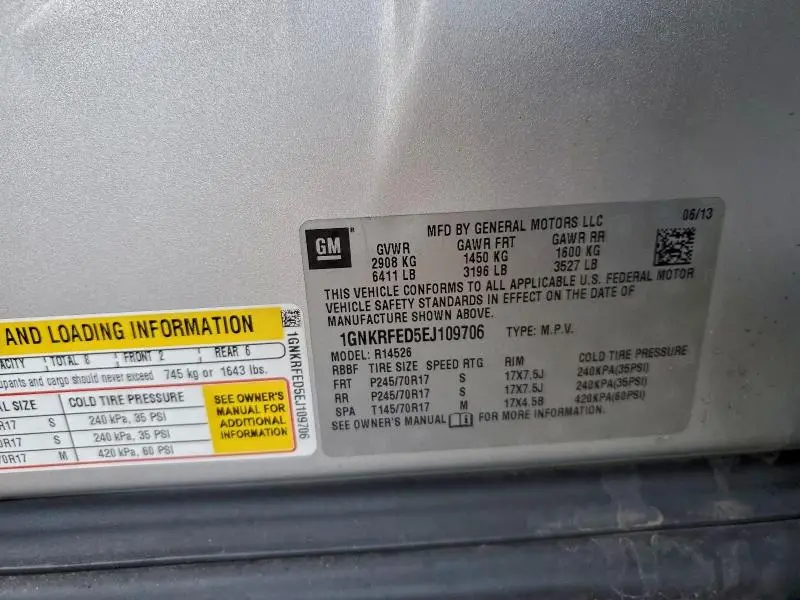 AND LOADING INFORMATION
TOTAL 8 FRONT 2 REAR 6
and cargo should never exceed 745 kg or 1643 lbs.
SIZE COLD TIRE PRESSURE
R17 S 240 kPa, 35 PSI
0R17 S 240 kPa, 35 PSI
70R17 M 420 kPa, 60 PSI
SEE OWNER'S
MANUAL FOR
ADDITIONAL
INFORMATION
1GNKRFED5EJ109706
GM
MFD BY GENERAL MOTORS LLC 06/13
GVWR GAWR FRT GAWR RR
2908 KG 1450 KG 1600 KG
6411 LB 3196 LB 3527 LB
THIS VEHICLE CONFORMS TO ALL APPLICABLE U.S. FEDERAL MOTOR
VEHICLE SAFETY STANDARDS IN EFFECT ON THE DATE OF
MANUFACTURE SHOWN ABOVE.
1GNKRFED5EJ109706 TYPE: M.P.V.
MODEL: R14526
RBBF TIRE SIZE SPEED RTG RIM COLD TIRE PRESSURE
FRT P245/70R17 S 17X7.5J 240KPA(35PSI)
RR P245/70R17 S 17X7.5J 240KPA(35PSI)
SPA T145/70R17 M 17X4.5B 420KPA(60PSI)
SEE OWNER'S MANUAL FOR MORE INFORMATION.